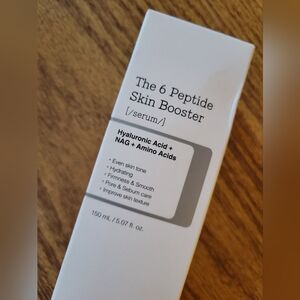 The 6 Peptide
Skin Booster
[/serum/]
Hyaluronic Acid +
NAG + Amino Acids
• Even skin tone
• Hydrating
• Firmness & Smooth
• Pore & Sebum care
• Improve skin texture
150 mL / 5.07 fl. oz.